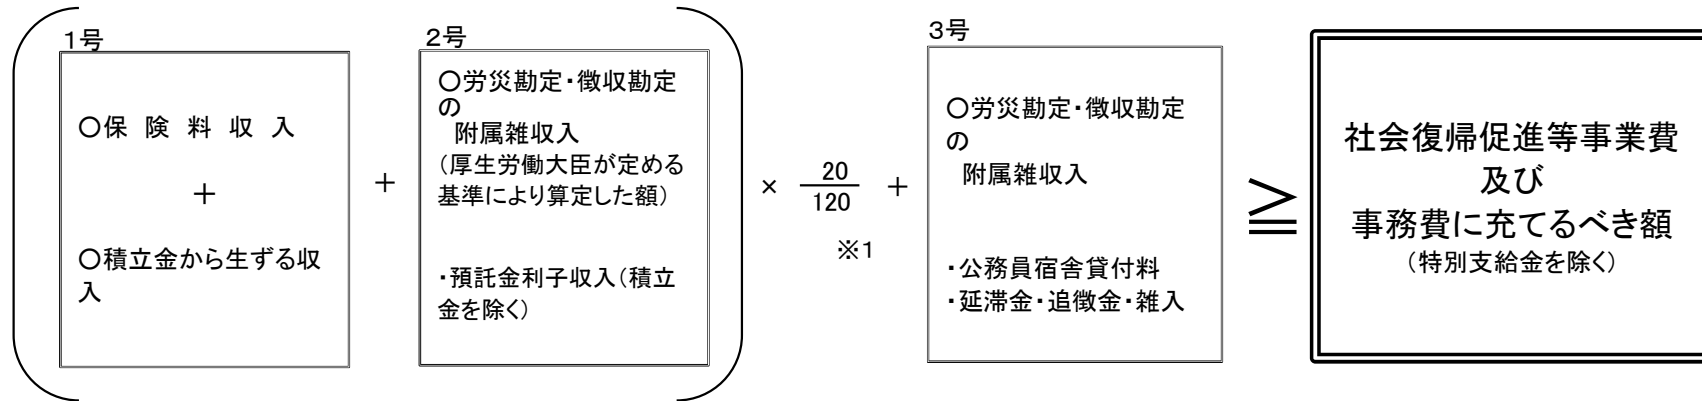 1号
〇保 険 料 収 入
＋
〇積立金から生ずる収
入
＋
2号
〇労災勘定・徴収勘定
の
附属雑収入
（厚生労働大臣が定める
基準により算定した額）
・預託金利子収入（積立
金を除く）
× 20/120 ＋
※1
3号
〇労災勘定・徴収勘定
の
附属雑収入
・公務員宿舎貸付料
・延滞金・追徴金・雑入
≧
社会復帰促進等事業費
及び
事務費に充てるべき額
（特別支給金を除く）